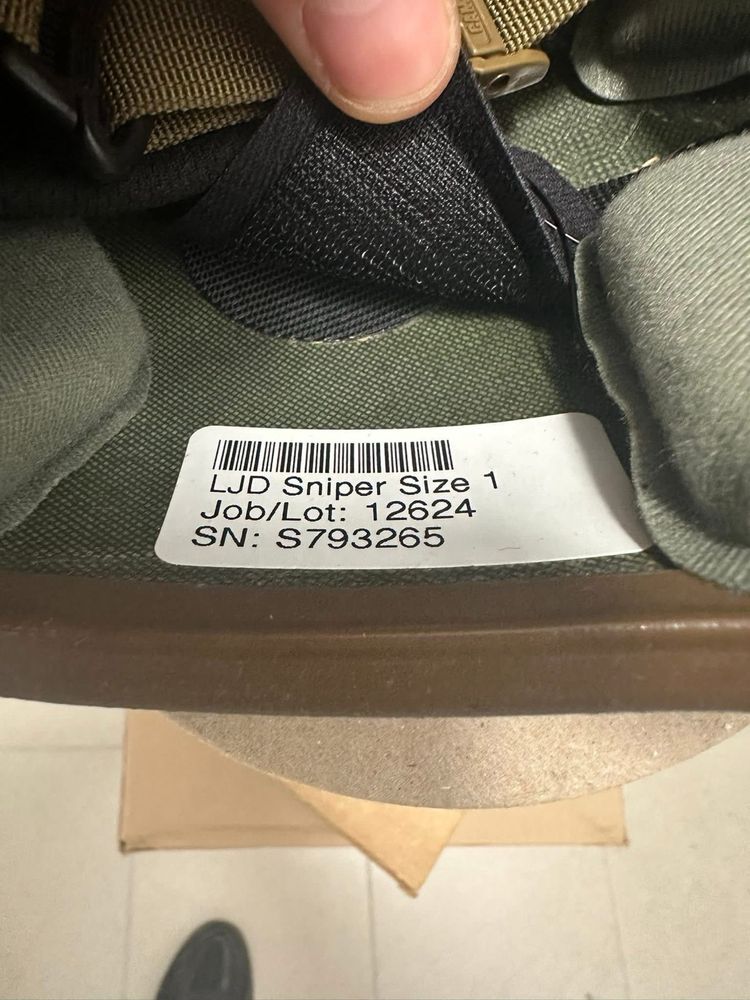 LJD Sniper Size 1
Job/Lot: 12624
SN: S793265